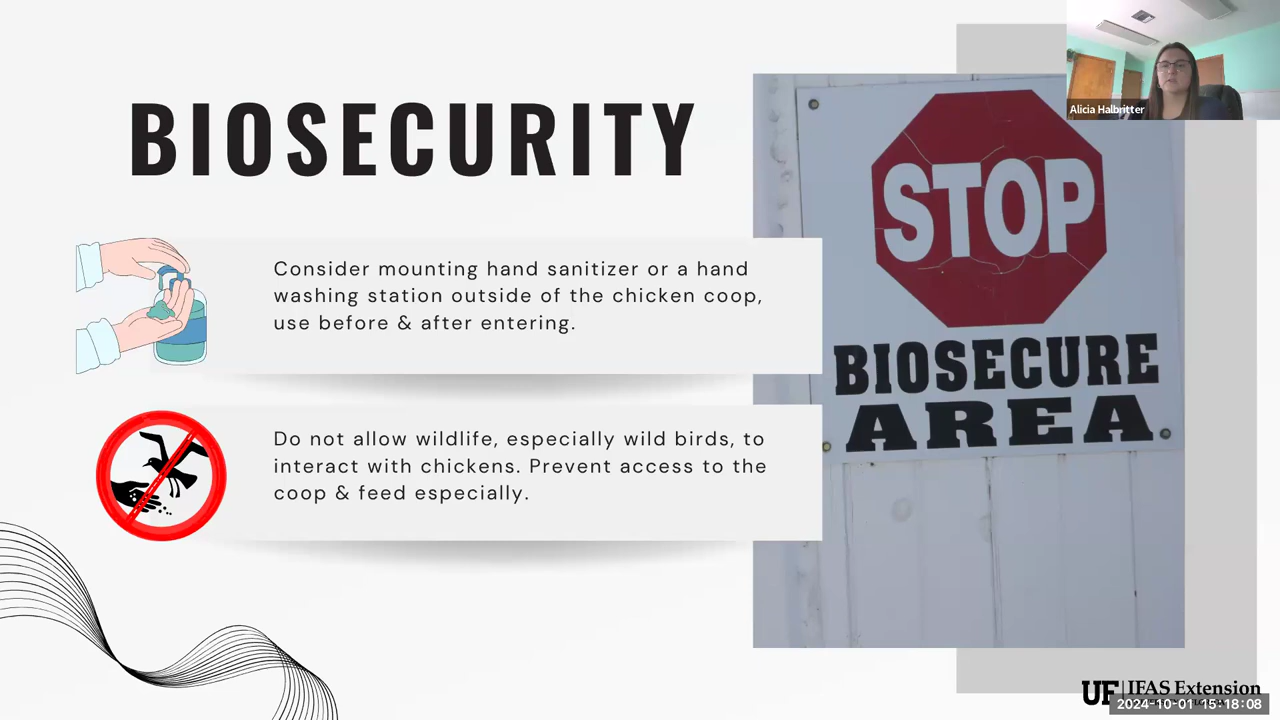 Alicia Halbritter
BIOSECURITY
Consider mounting hand sanitizer or a hand
washing station outside of the chicken coop,
use before & after entering.
Do not allow wildlife, especially wild birds, to
interact with chickens. Prevent access to the
coop & feed especially.
STOP
BIOSECURE
AREA
UF IFAS Extension
2024-10-01 15:18:08